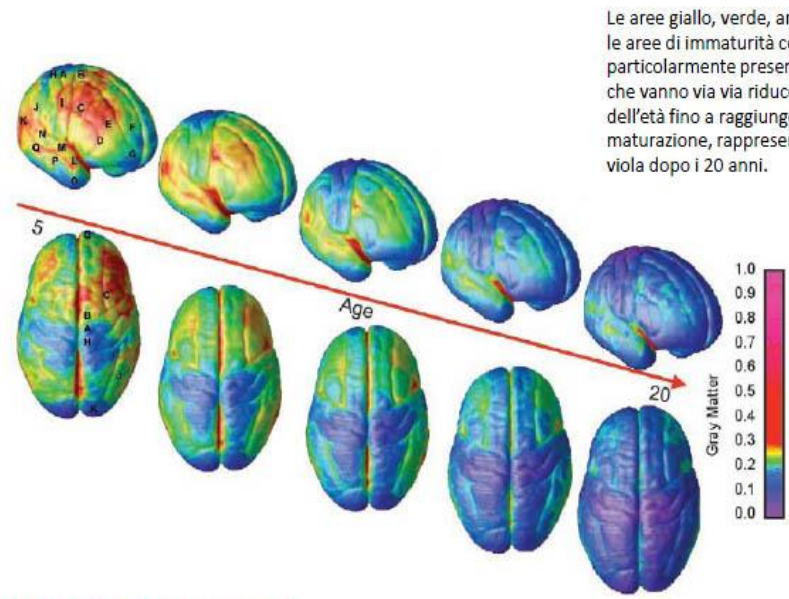 Le aree giallo, verde, ar
le aree di immaturità co
particolarmente preser
che vanno via via riduce
dell'età fino a raggiunge
maturazione, rappreser
viola dopo i 20 anni.
H A B
J I C
K E F
N D
Q M G
P L
O
5
Age
20
G
C
B
A
H
J
K
Gray Matter
1.0
0.9
0.8
0.7
0.6
0.5
0.4
0.3
0.2
0.1
0.0